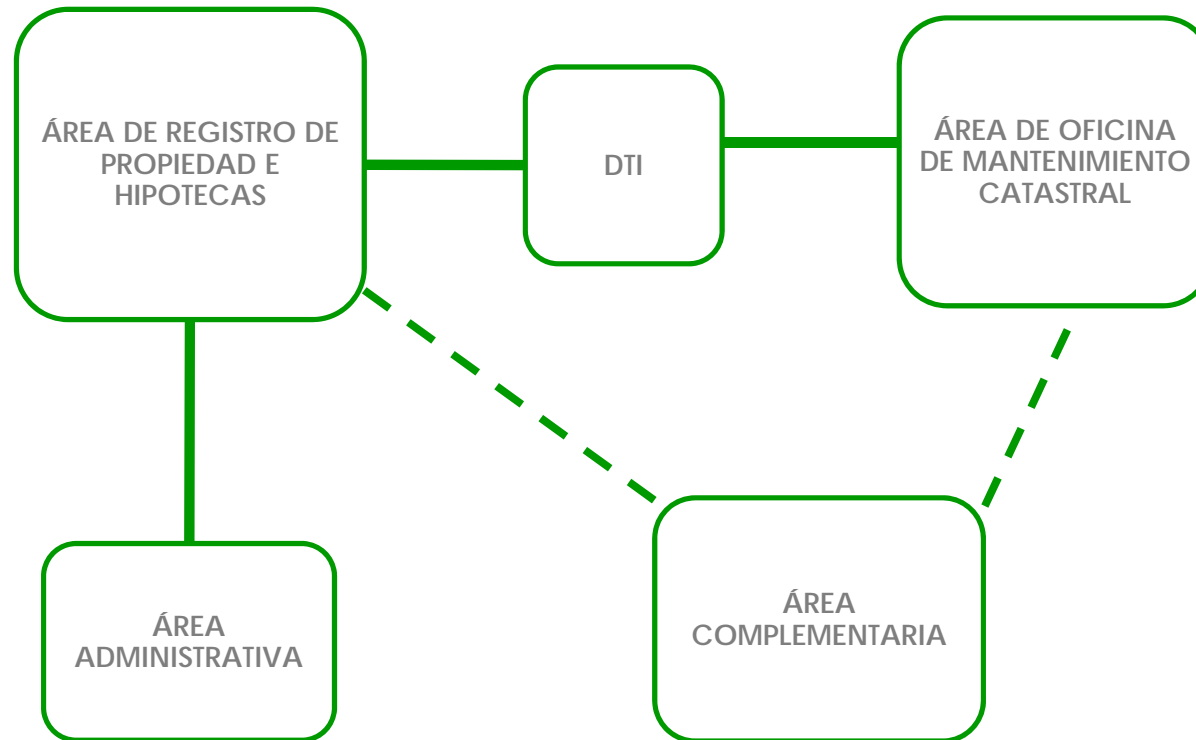 ÁREA DE REGISTRO DE
PROPIEDAD E
HIPOTECAS
DTI
ÁREA DE OFICINA
DE MANTENIMIENTO
CATASTRAL
ÁREA
ADMINISTRATIVA
ÁREA
COMPLEMENTARIA